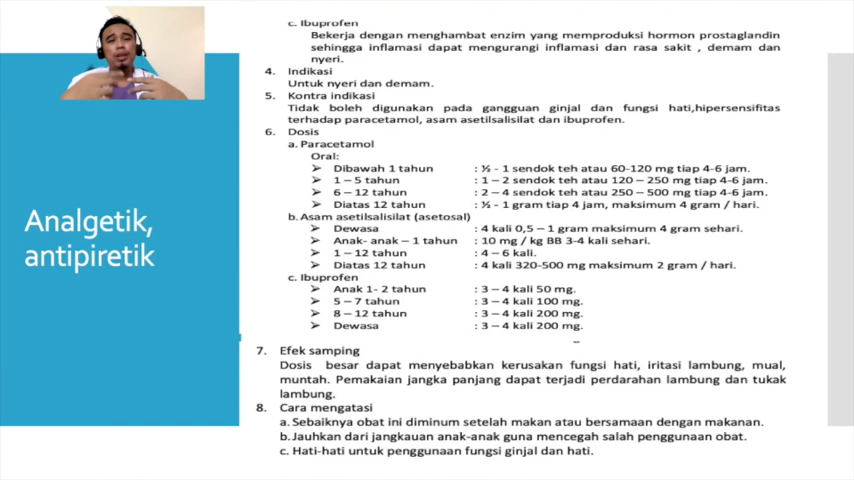 Analgetik,
antipiretik
c. Ibuprofen
Bekerja dengan menghambat enzim yang memproduksi hormon prostaglandin
sehingga inflamasi dapat mengurangi inflamasi dan rasa sakit , demam dan
nyeri.
4. Indikasi
Untuk nyeri dan demam.
5. Kontra indikasi
Tidak boleh digunakan pada gangguan ginjal dan fungsi hati,hipersensifitas
terhadap paracetamol, asam asetilsalisilat dan ibuprofen.
6. Dosis
a. Paracetamol
Oral:
➢ Dibawah 1 tahun : ½ - 1 sendok teh atau 60-120 mg tiap 4-6 jam.
➢ 1 – 5 tahun : 1 – 2 sendok teh atau 120 – 250 mg tiap 4-6 jam.
➢ 6 – 12 tahun : 2 – 4 sendok teh atau 250 – 500 mg tiap 4-6 jam.
➢ Diatas 12 tahun : ½ - 1 gram tiap 4 jam, maksimum 4 gram / hari.
b. Asam asetilsalisilat (asetosal)
➢ Dewasa : 4 kali 0,5 – 1 gram maksimum 4 gram sehari.
➢ Anak- anak – 1 tahun : 10 mg / kg BB 3-4 kali sehari.
➢ 1 – 12 tahun : 4 – 6 kali.
➢ Diatas 12 tahun : 4 kali 320-500 mg maksimum 2 gram / hari.
c. Ibuprofen
➢ Anak 1- 2 tahun : 3 – 4 kali 50 mg.
➢ 5 – 7 tahun : 3 – 4 kali 100 mg.
➢ 8 – 12 tahun : 3 – 4 kali 200 mg.
➢ Dewasa : 3 – 4 kali 200 mg.
7. Efek samping
Dosis besar dapat menyebabkan kerusakan fungsi hati, iritasi lambung, mual,
muntah. Pemakaian jangka panjang dapat terjadi perdarahan lambung dan tukak
lambung.
8. Cara mengatasi
a. Sebaiknya obat ini diminum setelah makan atau bersamaan dengan makanan.
b. Jauhkan dari jangkauan anak-anak guna mencegah salah penggunaan obat.
c. Hati-hati untuk penggunaan fungsi ginjal dan hati.